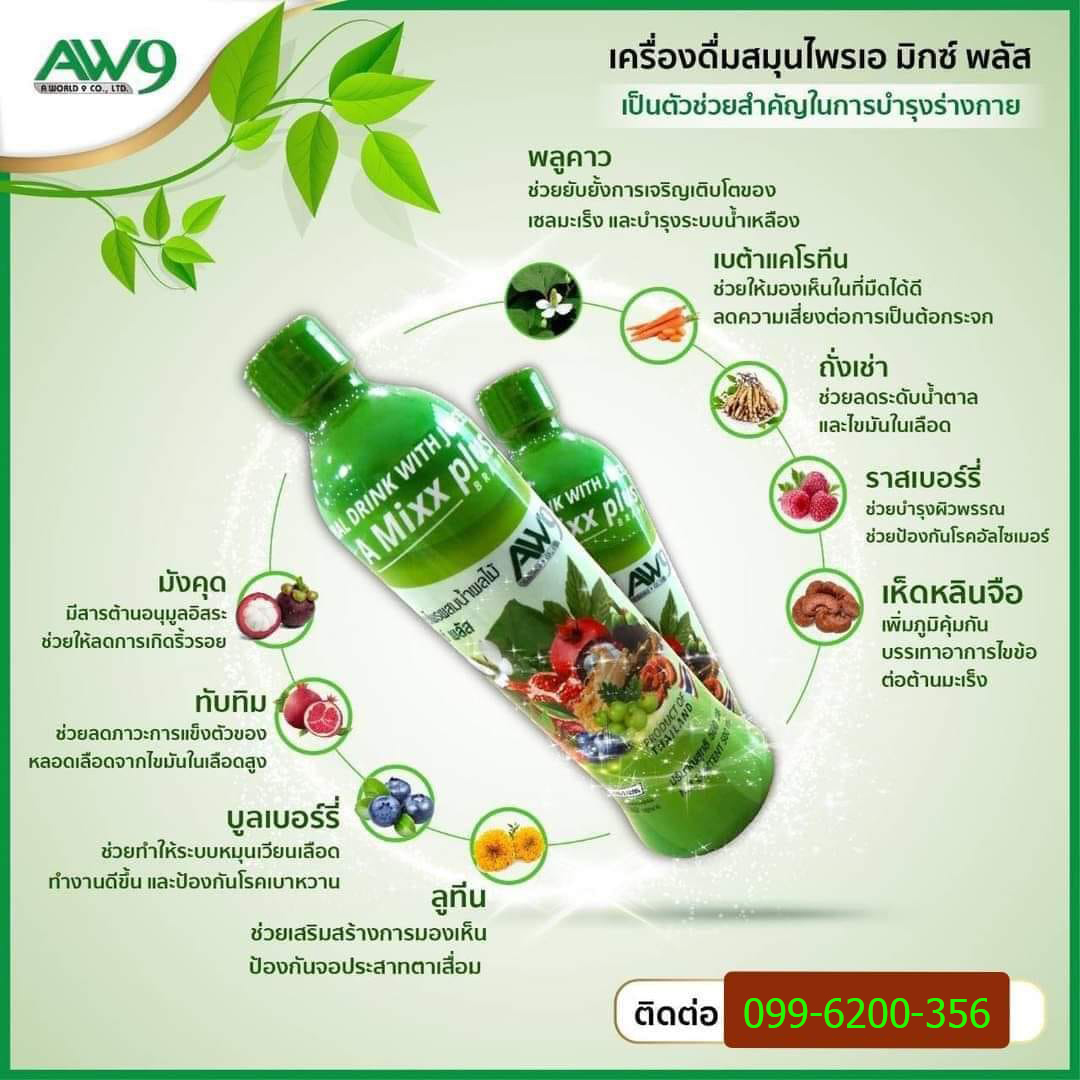 AW9
A WORLD 9 CO., LTD.
เครื่องดื่มสมุนไพรเอ มิกซ์ พลัส
เป็นตัวช่วยสำคัญในการบำรุงร่างกาย
พลูคาว
ช่วยยับยั้งการเจริญเติบโตของ
เซลมะเร็ง และบำรุงระบบน้ำเหลือง
เบต้าแคโรทีน
ช่วยให้มองเห็นในที่มืดได้ดี
ลดความเสี่ยงต่อการเป็นต้อกระจก
ถั่งเช่า
ช่วยลดระดับน้ำตาล
และไขมันในเลือด
ราสเบอร์รี่
ช่วยบำรุงผิวพรรณ
ช่วยป้องกันโรคอัลไซเมอร์
เห็ดหลินจือ
เพิ่มภูมิคุ้มกัน
บรรเทาอาการไขข้อ
ต่อต้านมะเร็ง
มังคุด
มีสารต้านอนุมูลอิสระ
ช่วยให้ลดการเกิดริ้วรอย
ทับทิม
ช่วยลดภาวะการแข็งตัวของ
หลอดเลือดจากไขมันในเลือดสูง
บูลเบอร์รี่
ช่วยทำให้ระบบหมุนเวียนเลือด
ทำงานดีขึ้น และป้องกันโรคเบาหวาน
ลูทีน
ช่วยเสริมสร้างการมองเห็น
ป้องกันจอประสาทตาเสื่อม
DRINK WITH
A Mixx plus
AW9
ผสมน้ำผลไม้
พลัส
PRODUCT OF
THAILAND
DRINK WITH
Mixx plus
AW9
ติดต่อ 099-6200-356